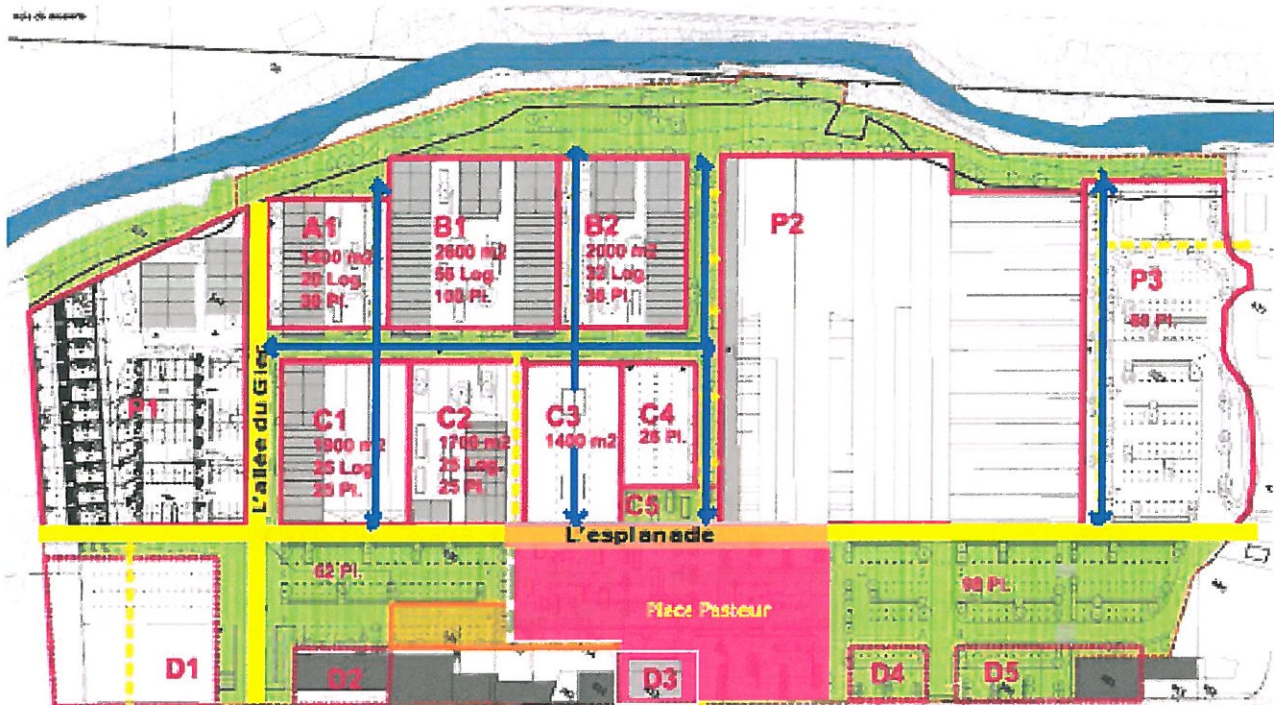 A1
1400 m2
20 Log.
30 Pl.
B1
2600 m2
56 Log.
100 Pl.
B2
2000 m2
32 Log.
36 Pl.
P2
P3
68 Pl.
P1
L'allée du Gier
C1
1900 m2
25 Log
25 Pl.
C2
1700 m2
25 Log.
25 Pl.
C3
1400 m2
C4
26 Pl.
C5
L'esplanade
62 Pl.
Place Pasteur
98 Pl.
D1
D2
D3
D4
D5